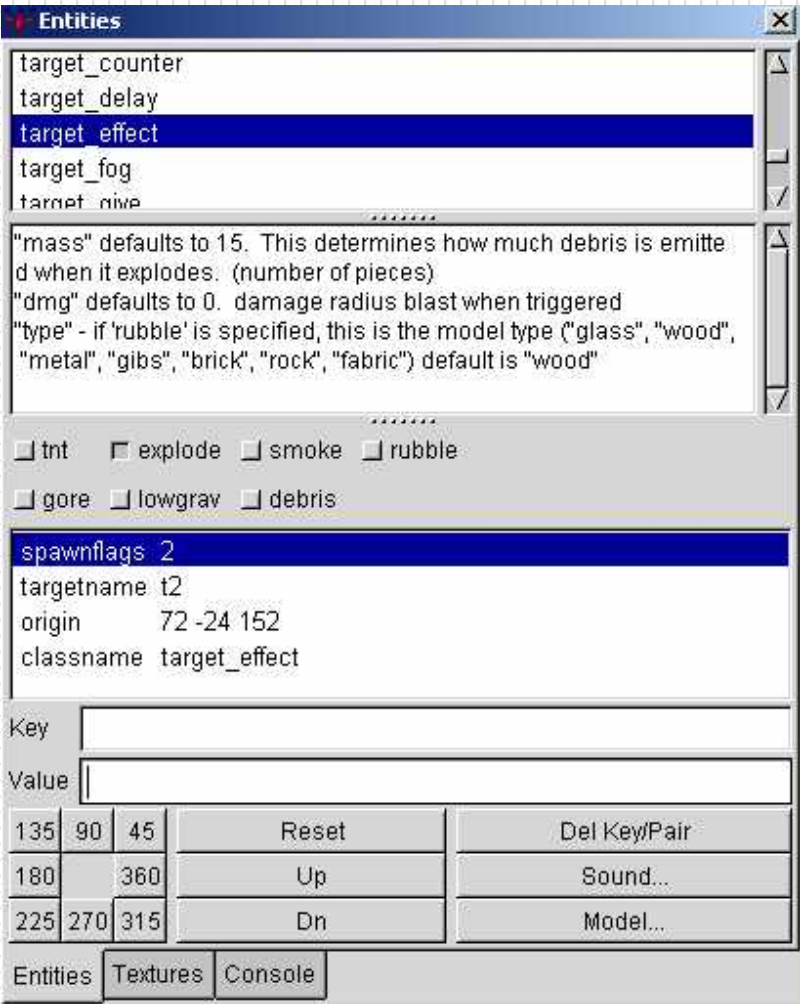 Entities
target_counter
target_delay
target_effect
target_fog
target_give
"mass" defaults to 15. This determines how much debris is emitte
d when it explodes. (number of pieces)
"dmg" defaults to 0. damage radius blast when triggered
"type" - if 'rubble' is specified, this is the model type ("glass", "wood",
"metal", "gibs", "brick", "rock", "fabric") default is "wood"
tnt explode smoke rubble
gore lowgrav debris
spawnflags 2
targetname t2
origin 72 -24 152
classname target_effect
Key
Value
135 90 45 Reset Del Key/Pair
180 360 Up Sound...
225 270 315 Dn Model...
Entities Textures Console